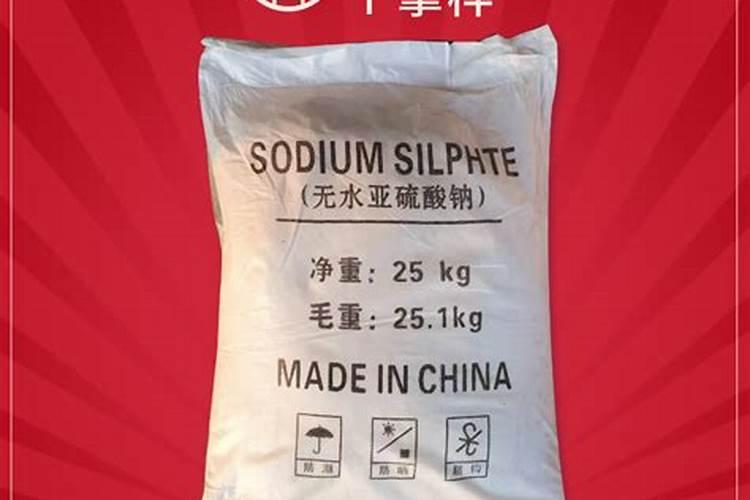 SODIUM SILPHTE
(无水亚硫酸钠)
净重：25 kg
毛重：25.1kg
MADE IN CHINA
防潮 防晒